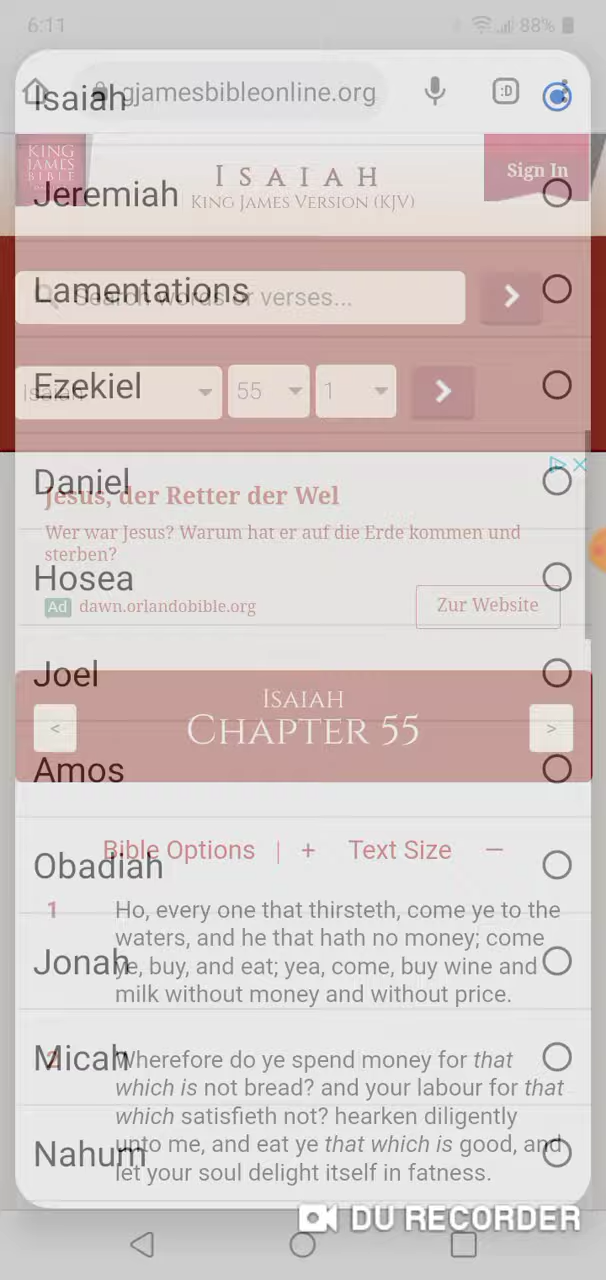 6:11
88%
gjamesbibleonline.org
:D
Isaiah
KING
JAMES
BIBLE
ISAIAH
KING JAMES VERSION (KJV)
Sign In
Jeremiah
Search words or verses...
Lamentations
Isaiah
55
1
Ezekiel
Daniel
Jesus, der Retter der Wel
Wer war Jesus? Warum hat er auf die Erde kommen und
sterben?
Hosea
Ad dawn.orlandobible.org
Zur Website
Joel
ISAIAH
< CHAPTER 55 >
Amos
Bible Options | + Text Size —
Obadiah
1 Ho, every one that thirsteth, come ye to the
waters, and he that hath no money; come
ye, buy, and eat; yea, come, buy wine and
milk without money and without price.
Jonah
Micah
2 Wherefore do ye spend money for that
which is not bread? and your labour for that
which satisfieth not? hearken diligently
unto me, and eat ye that which is good, and
let your soul delight itself in fatness.
Nahum
DU RECORDER